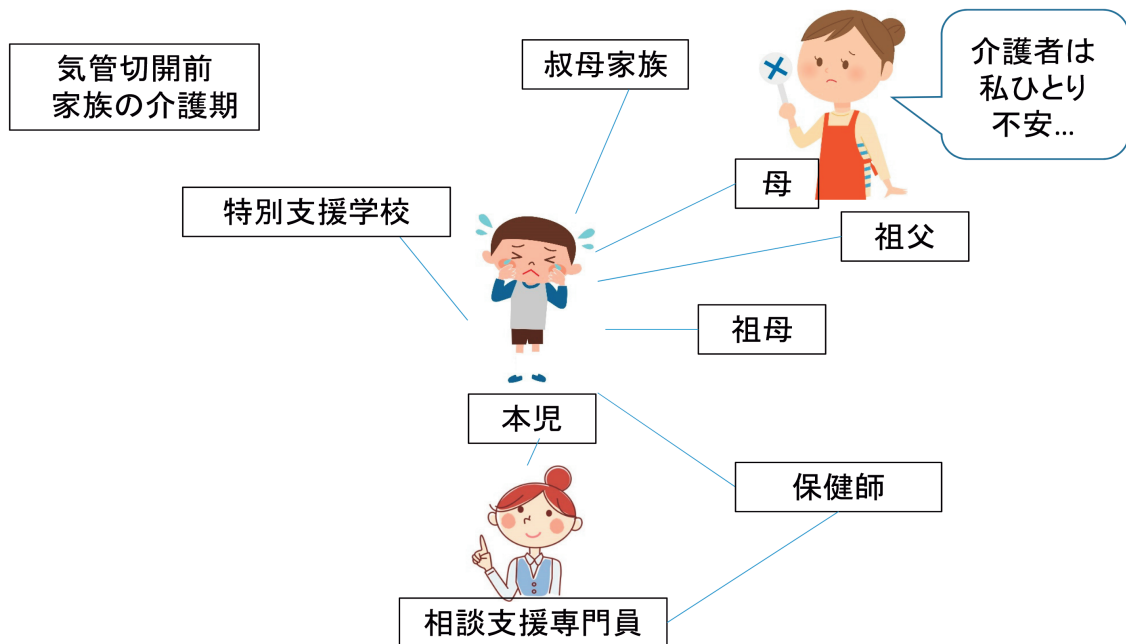 気管切開前
家族の介護期
叔母家族
介護者は
私ひとり
不安…
母
特別支援学校
祖父
祖母
本児
保健師
相談支援専門員